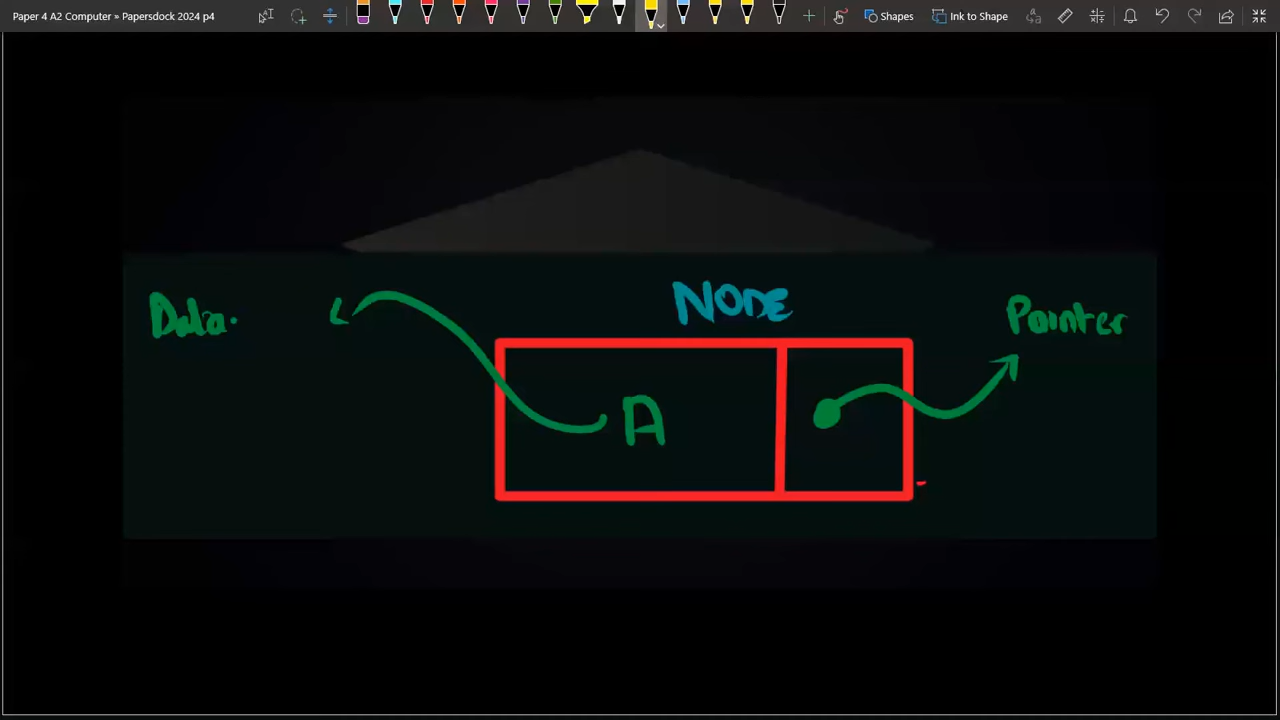 Paper 4 A2 Computer » Papersdock 2024 p4
Shapes
Ink to Shape
NODE
Data.
Pointer
A